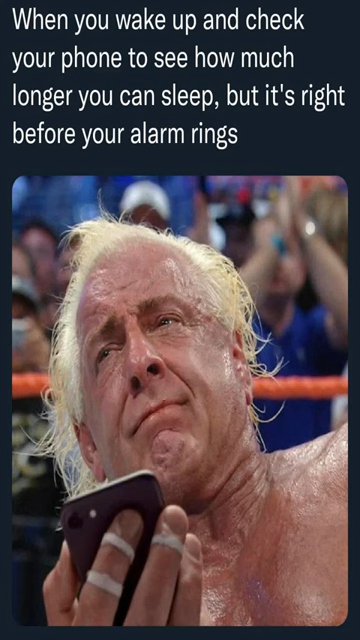 When you wake up and check
your phone to see how much
longer you can sleep, but it's right
before your alarm rings